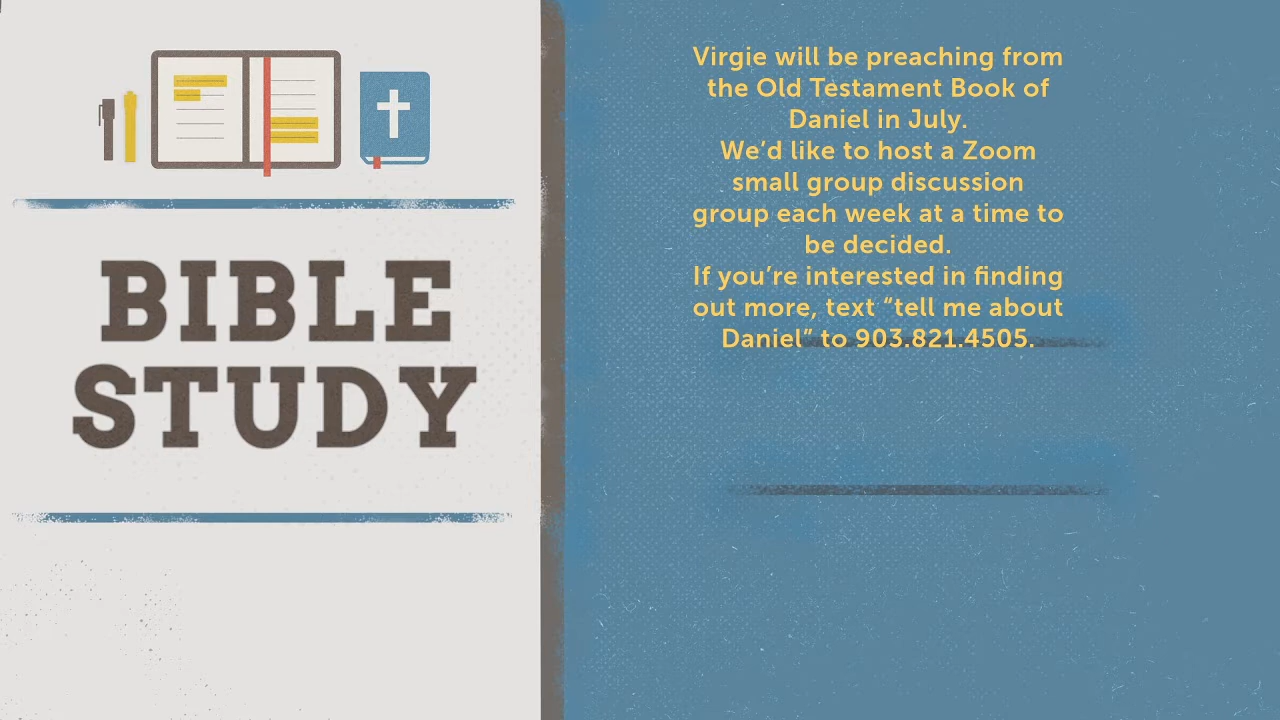 BIBLE
STUDY
Virgie will be preaching from
the Old Testament Book of
Daniel in July.
We’d like to host a Zoom
small group discussion
group each week at a time to
be decided.
If you’re interested in finding
out more, text “tell me about
Daniel” to 903.821.4505.